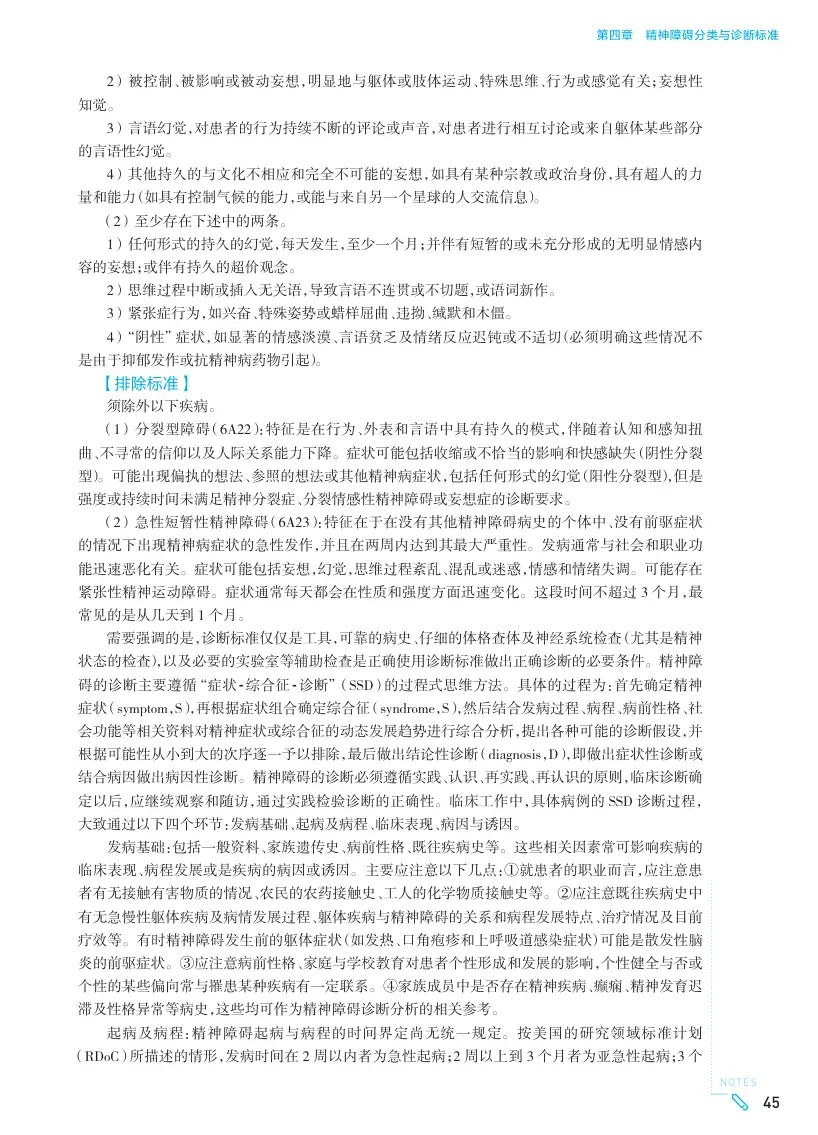 第四章 精神障碍分类与诊断标准
2）被控制、被影响或被动妄想，明显地与躯体或肢体运动、特殊思维、行为或感觉有关；妄想性
知觉。
3）言语幻觉，对患者的行为持续不断的评论或声音，对患者进行相互讨论或来自躯体某些部分
的言语性幻觉。
4）其他持久的与文化不相应和完全不可能的妄想，如具有某种宗教或政治身份，具有超人的力
量和能力（如具有控制气候的能力，或能与来自另一个星球的人交流信息）。
（2）至少存在下述中的两条。
1）任何形式的持久的幻觉，每天发生，至少一个月；并伴有短暂的或未充分形成的无明显情感内
容的妄想；或伴有持久的超价观念。
2）思维过程中断或插入无关语，导致言语不连贯或不切题，或语词新作。
3）紧张症行为，如兴奋、特殊姿势或蜡样屈曲、违拗、缄默和木僵。
4）“阴性”症状，如显著的情感淡漠、言语贫乏及情绪反应迟钝或不适切（必须明确这些情况不
是由于抑郁发作或抗精神病药物引起）。
【排除标准】
须除外以下疾病。
（1）分裂型障碍（6A22）：特征是在行为、外表和言语中具有持久的模式，伴随着认知和感知扭
曲、不寻常的信仰以及人际关系能力下降。症状可能包括收缩或不恰当的影响和快感缺失（阴性分裂
型）。可能出现偏执的想法、参照的想法或其他精神病症状，包括任何形式的幻觉（阳性分裂型），但是
强度或持续时间未满足精神分裂症、分裂情感性精神障碍或妄想症的诊断要求。
（2）急性短暂性精神障碍（6A23）：特征在于在没有其他精神障碍病史的个体中、没有前驱症状
的情况下出现精神病症状的急性发作，并且在两周内达到其最大严重性。发病通常与社会和职业功
能迅速恶化有关。症状可能包括妄想，幻觉，思维过程紊乱、混乱或迷惑，情感和情绪失调。可能存在
紧张性精神运动障碍。症状通常每天都会在性质和强度方面迅速变化。这段时间不超过 3 个月，最
常见的是从几天到 1 个月。
需要强调的是，诊断标准仅仅是工具，可靠的病史、仔细的体格查体及神经系统检查（尤其是精神
状态的检查），以及必要的实验室等辅助检查是正确使用诊断标准做出正确诊断的必要条件。精神障
碍的诊断主要遵循“症状-综合征-诊断”（SSD）的过程式思维方法。具体的过程为：首先确定精神
症状（symptom，S），再根据症状组合确定综合征（syndrome，S），然后结合发病过程、病程、病前性格、社
会功能等相关资料对精神症状或综合征的动态发展趋势进行综合分析，提出各种可能的诊断假设，并
根据可能性从小到大的次序逐一予以排除，最后做出结论性诊断（diagnosis，D），即做出症状性诊断或
结合病因做出病因性诊断。精神障碍的诊断必须遵循实践、认识、再实践、再认识的原则，临床诊断确
定以后，应继续观察和随访，通过实践检验诊断的正确性。临床工作中，具体病例的 SSD 诊断过程，
大致通过以下四个环节：发病基础、起病及病程、临床表现、病因与诱因。
发病基础：包括一般资料、家族遗传史、病前性格、既往疾病史等。这些相关因素常可影响疾病的
临床表现、病程发展或是疾病的病因或诱因。主要应注意以下几点：①就患者的职业而言，应注意患
者有无接触有害物质的情况、农民的农药接触史、工人的化学物质接触史等。②应注意既往疾病史中
有无急慢性躯体疾病及病情发展过程、躯体疾病与精神障碍的关系和病程发展特点、治疗情况及目前
疗效等。有时精神障碍发生前的躯体症状（如发热、口角疱疹和上呼吸道感染症状）可能是散发性脑
炎的前驱症状。③应注意病前性格、家庭与学校教育对患者个性形成和发展的影响，个性健全与否或
个性的某些偏向常与罹患某种疾病有一定联系。④家族成员中是否存在精神疾病、癫痫、精神发育迟
滞及性格异常等病史，这些均可作为精神障碍诊断分析的相关参考。
起病及病程：精神障碍起病与病程的时间界定尚无统一规定。按美国的研究领域标准计划
（RDoC）所描述的情形，发病时间在 2 周以内者为急性起病；2 周以上到 3 个月者为亚急性起病；3 个
NOTES
45